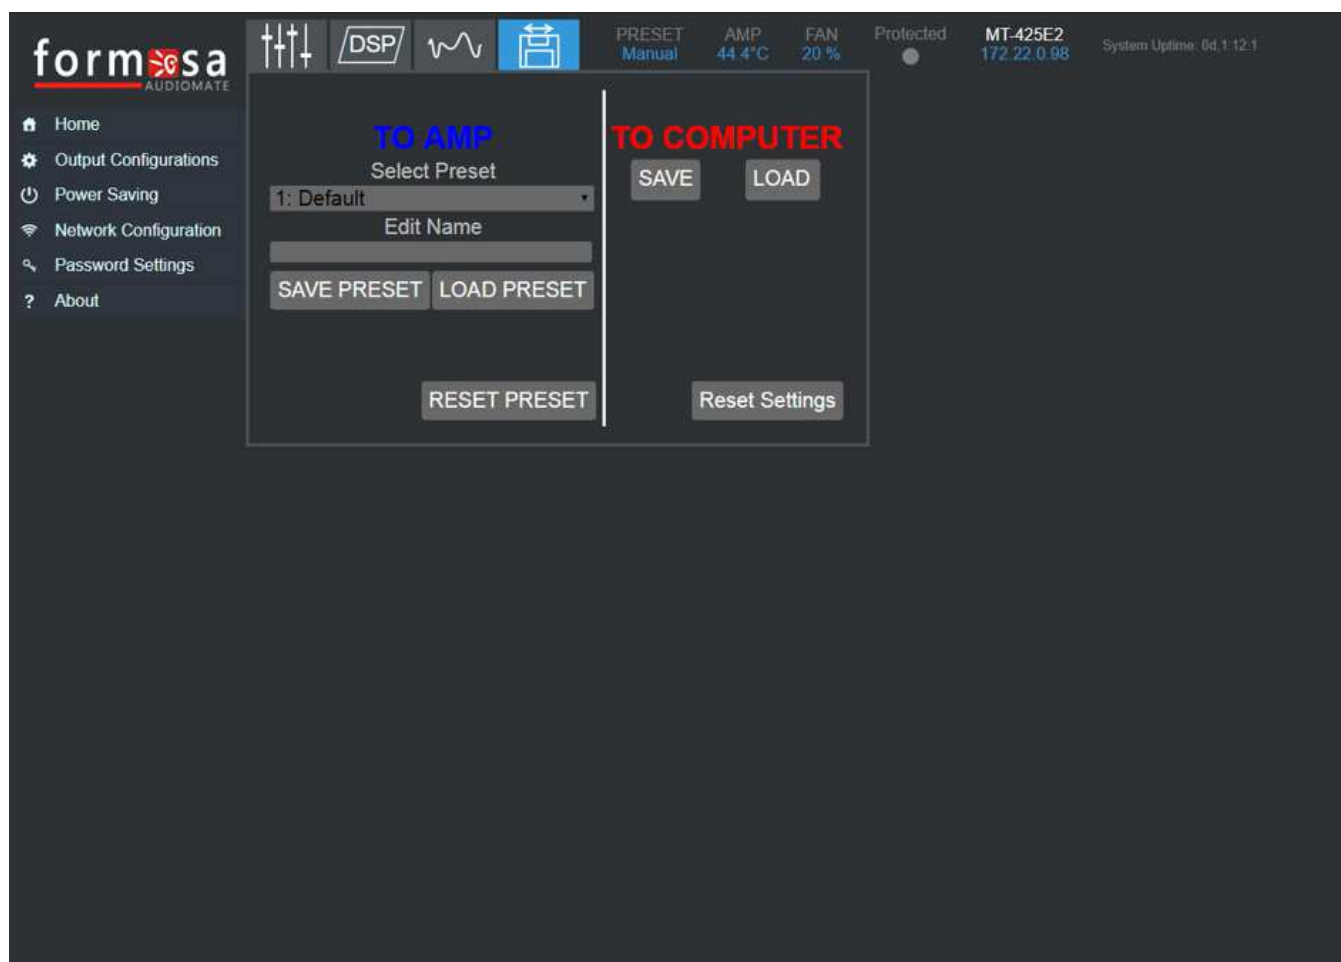 formosa
AUDIOMATE
DSP
PRESET AMP FAN Protected MT-425E2
Manual 44.4°C 20 % 172.22.0.98 System Uptime: 0d,1:12:1
Home
Output Configurations
Power Saving
Network Configuration
Password Settings
? About
TO AMP
Select Preset
1: Default
Edit Name
SAVE PRESET LOAD PRESET
RESET PRESET
TO COMPUTER
SAVE LOAD
Reset Settings